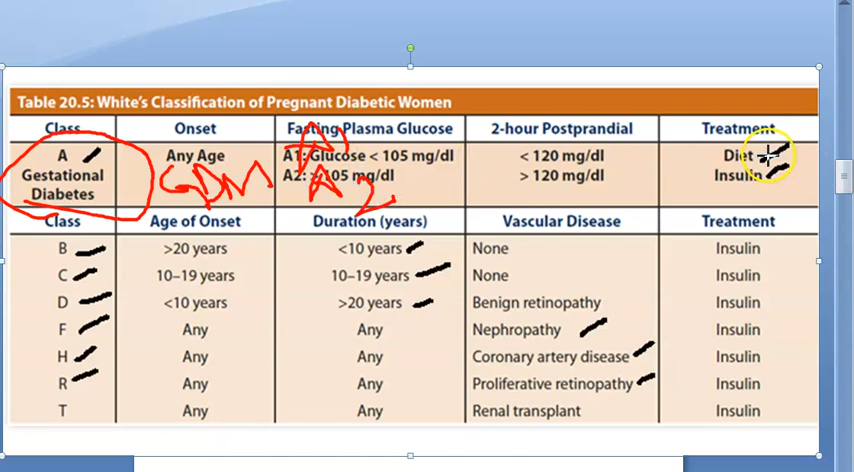 Table 20.5: White's Classification of Pregnant Diabetic Women
Class Onset Fasting Plasma Glucose 2-hour Postprandial Treatment
A Any Age A1: Glucose < 105 mg/dl < 120 mg/dl Diet
Gestational A2: > 105 mg/dl > 120 mg/dl Insulin
Diabetes
GDM A1
A2
Class Age of Onset Duration (years) Vascular Disease Treatment
B >20 years <10 years None Insulin
C 10–19 years 10–19 years None Insulin
D <10 years >20 years Benign retinopathy Insulin
F Any Any Nephropathy Insulin
H Any Any Coronary artery disease Insulin
R Any Any Proliferative retinopathy Insulin
T Any Any Renal transplant Insulin